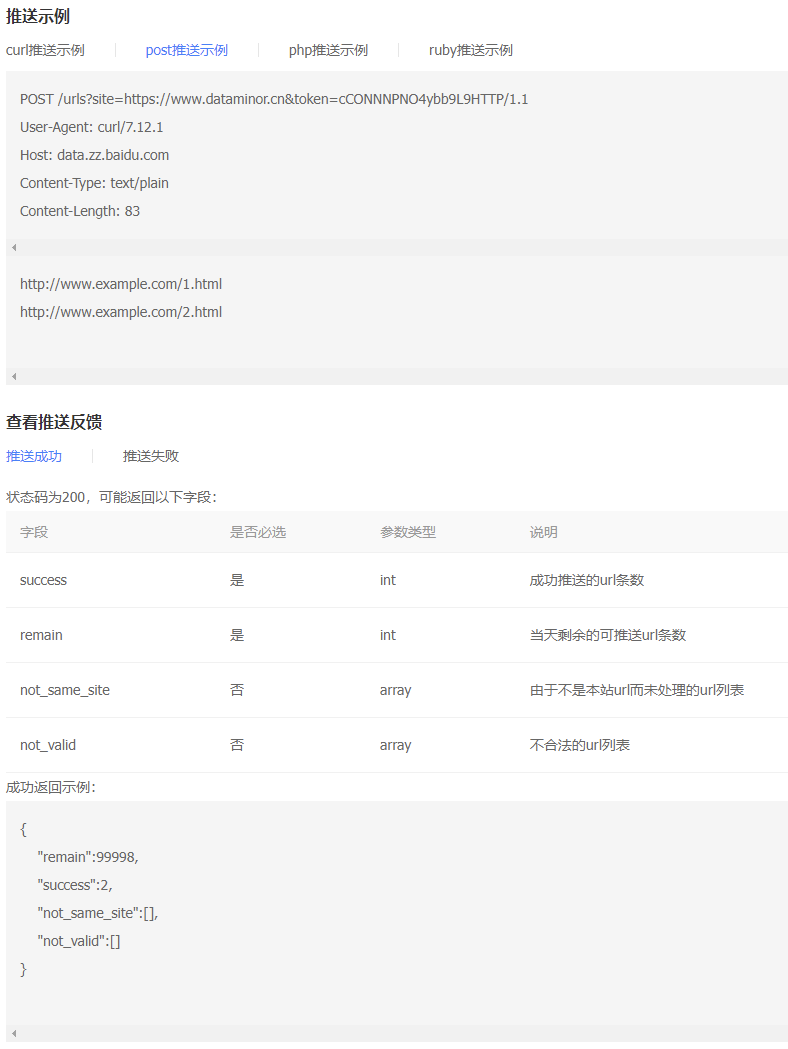 推送示例
curl推送示例 post推送示例 php推送示例 ruby推送示例
POST /urls?site=https://www.dataminor.cn&token=cCONNNPNO4ybb9L9HTTP/1.1
User-Agent: curl/7.12.1
Host: data.zz.baidu.com
Content-Type: text/plain
Content-Length: 83
http://www.example.com/1.html
http://www.example.com/2.html
查看推送反馈
推送成功 推送失败
状态码为200，可能返回以下字段：
字段 是否必选 参数类型 说明
success 是 int 成功推送的url条数
remain 是 int 当天剩余的可推送url条数
not_same_site 否 array 由于不是本站url而未处理的url列表
not_valid 否 array 不合法的url列表
成功返回示例：
{
"remain":99998,
"success":2,
"not_same_site":[],
"not_valid":[]
}